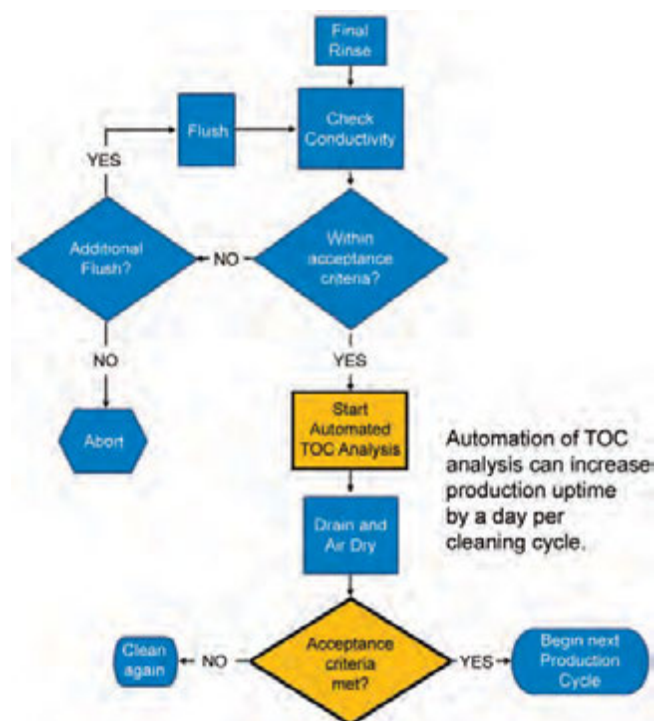 Final
Rinse
Flush
Check
Conductivity
YES
Additional
Flush?
NO
Within
acceptance
criteria?
NO
YES
Abort
Start
Automated
TOC Analysis
Automation of TOC
analysis can increase
production uptime
by a day per
cleaning cycle.
Drain and
Air Dry
Clean
again
NO
Acceptance
criteria
met?
YES
Begin next
Production
Cycle